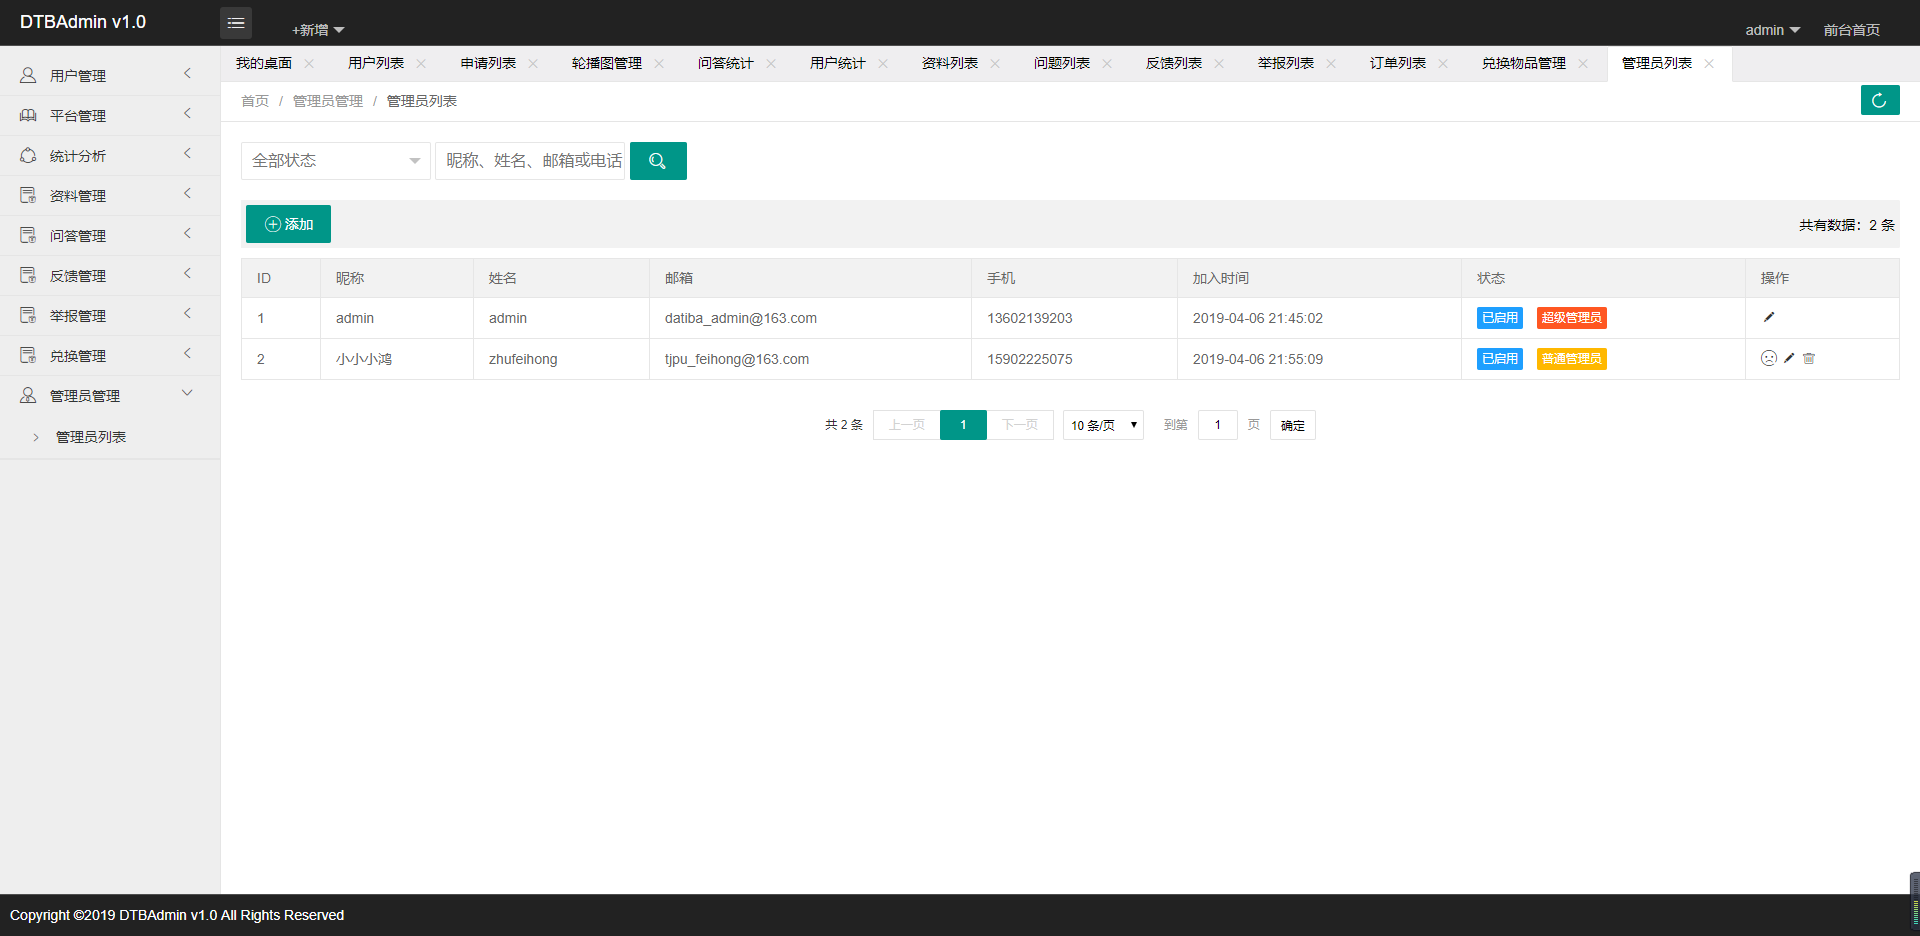 DTBAdmin v1.0
+新增
admin
前台首页
用户管理
平台管理
统计分析
资料管理
问答管理
反馈管理
举报管理
兑换管理
管理员管理
管理员列表
我的桌面 用户列表 申请列表 轮播图管理 问答统计 用户统计 资料列表 问题列表 反馈列表 举报列表 订单列表 兑换物品管理 管理员列表
首页 / 管理员管理 / 管理员列表
全部状态 昵称、姓名、邮箱或电话
添加 共有数据：2 条
ID 昵称 姓名 邮箱 手机 加入时间 状态 操作
1 admin admin datiba_admin@163.com 13602139203 2019-04-06 21:45:02 已启用 超级管理员
2 小小小鸿 zhufeihong tjpu_feihong@163.com 15902225075 2019-04-06 21:55:09 已启用 普通管理员
共 2 条 上一页 1 下一页 10 条/页 到第 1 页 确定
Copyright ©2019 DTBAdmin v1.0 All Rights Reserved